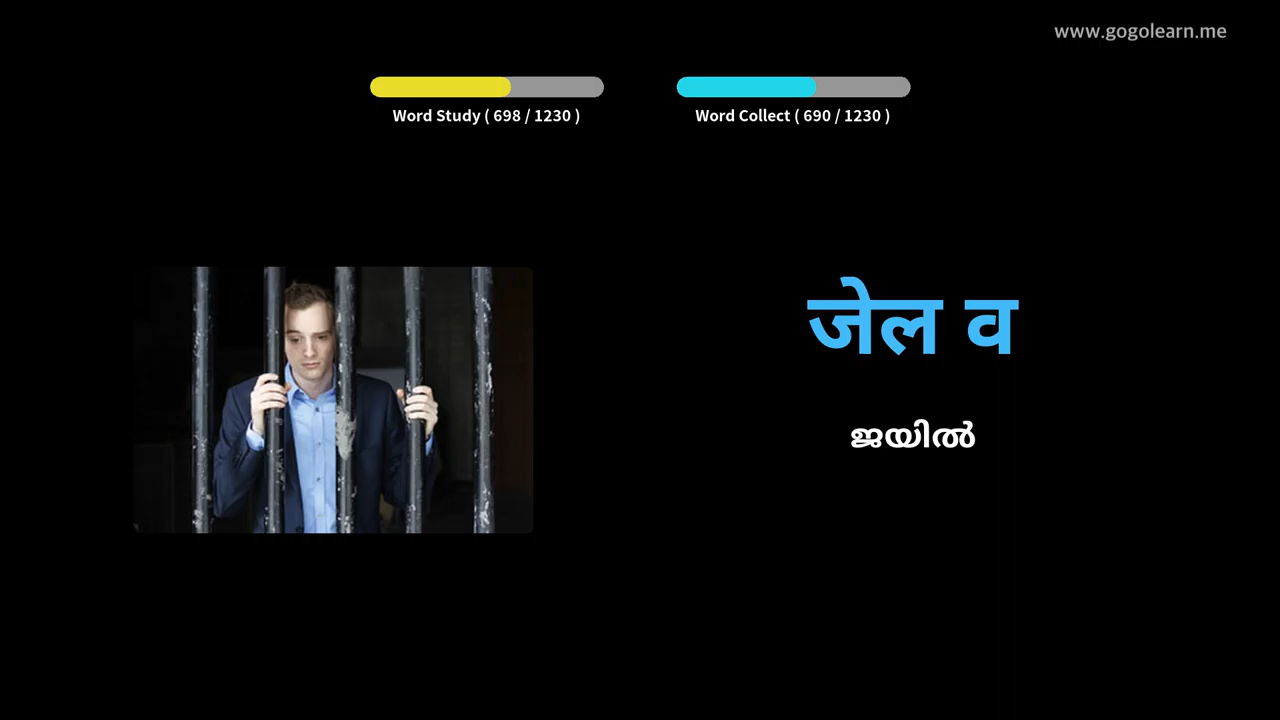 www.gogolearn.me
Word Study ( 698 / 1230 )
Word Collect ( 690 / 1230 )
जेल व
ജയിൽ